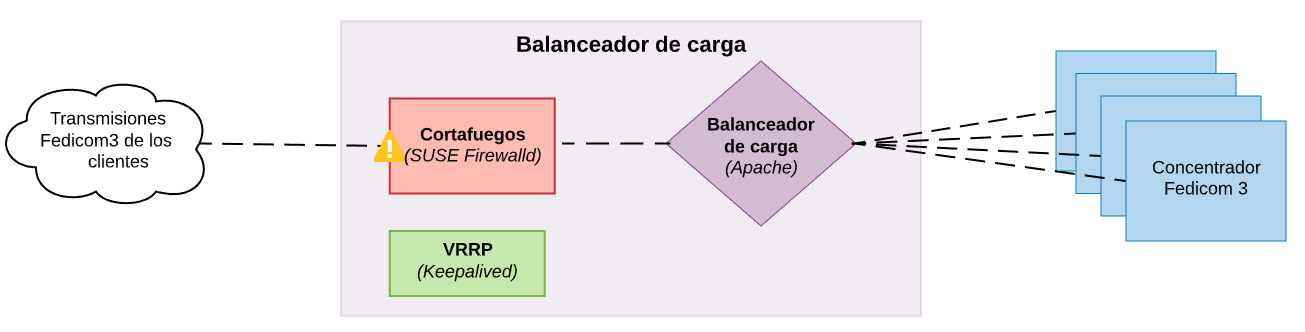 Balanceador de carga
Transmisiones
Fedicom3 de los
clientes
Cortafuegos
(SUSE Firewalld)
Balanceador
de carga
(Apache)
VRRP
(Keepalived)
Concentrador
Fedicom 3